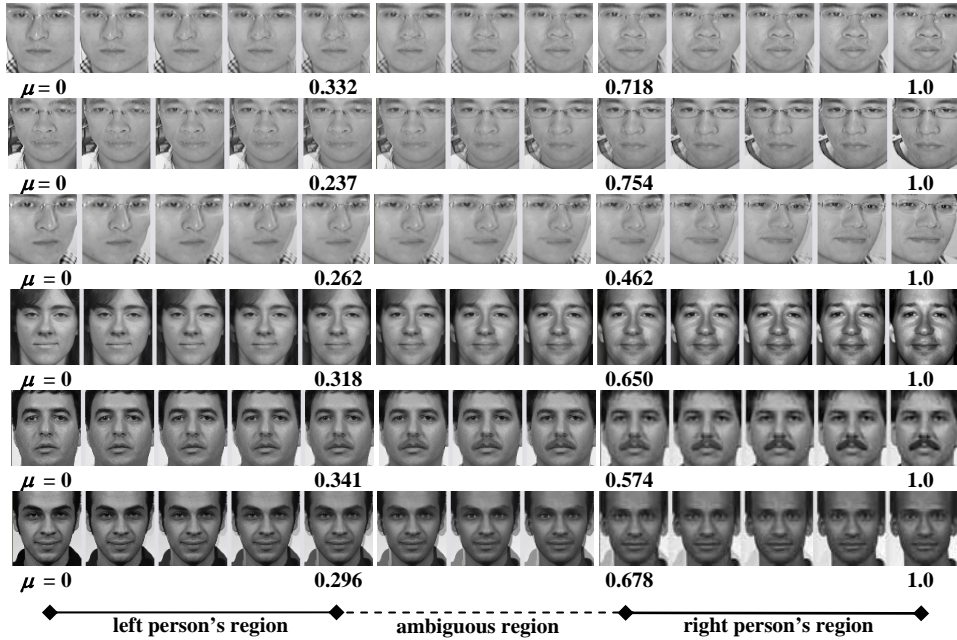 μ = 0 0.332 0.718 1.0
μ = 0 0.237 0.754 1.0
μ = 0 0.262 0.462 1.0
μ = 0 0.318 0.650 1.0
μ = 0 0.341 0.574 1.0
μ = 0 0.296 0.678 1.0
left person's region ambiguous region right person's region